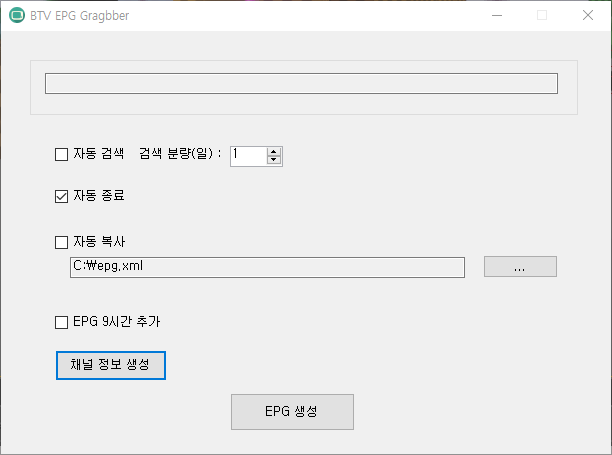 BTV EPG Gragbber
자동 검색 검색 분량(일) : 1
자동 종료
자동 복사
C:\epg.xml ...
EPG 9시간 추가
채널 정보 생성
EPG 생성